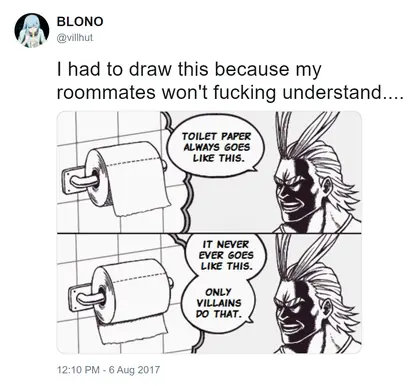 BLONO
@villhut
I had to draw this because my
roommates won't fucking understand....
TOILET PAPER
ALWAYS GOES
LIKE THIS.
IT NEVER
EVER GOES
LIKE THIS.
ONLY
VILLAINS
DO THAT.
12:10 PM - 6 Aug 2017